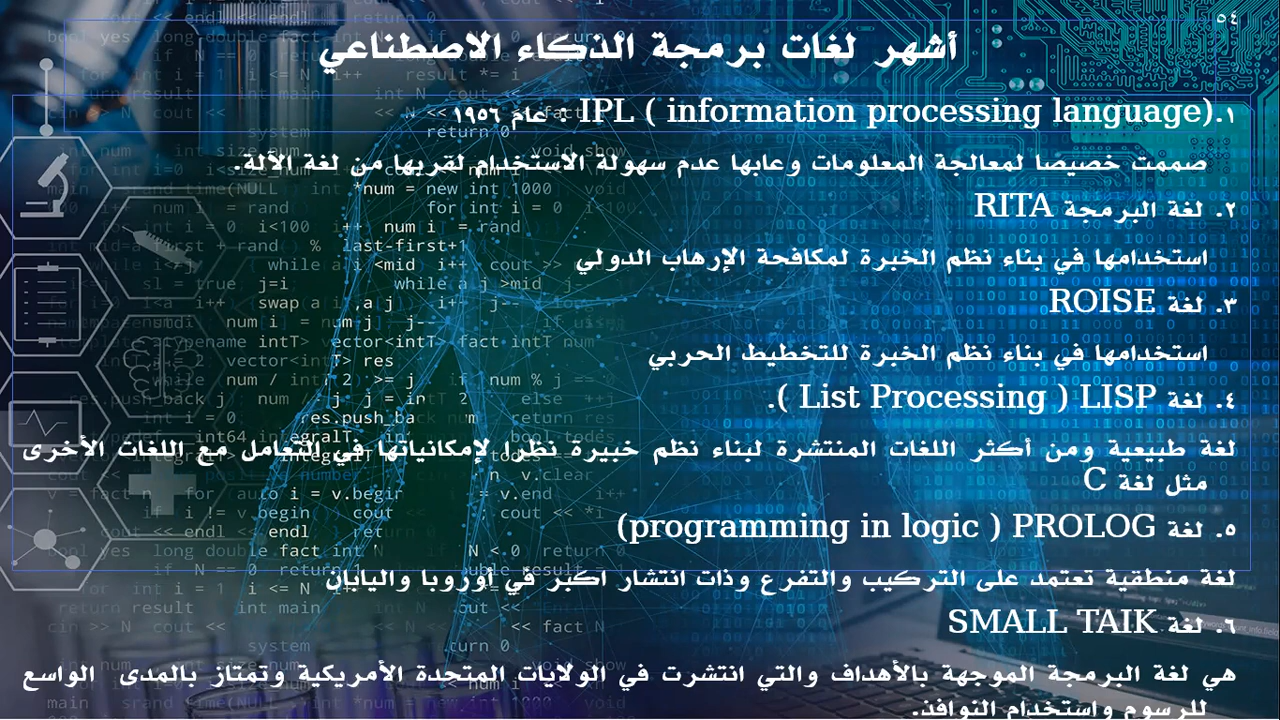 ٥٤
أشهر لغات برمجة الذكاء الاصطناعي
١.IPL ( information processing language) : عام ١٩٥٦
صممت خصيصا لمعالجة المعلومات وعابها عدم سهولة الاستخدام لقربها من لغة الألة.
٢. لغة البرمجة RITA
استخدامها في بناء نظم الخبرة لمكافحة الإرهاب الدولي
٣. لغة ROISE
استخدامها في بناء نظم الخبرة للتخطيط الحربي
٤. لغة LISP ( List Processing ).
لغة طبيعية ومن أكثر اللغات المنتشرة لبناء نظم خبيرة نظرا لإمكانياتها في التعامل مع اللغات الأخرى
مثل لغة C
٥. لغة PROLOG ( programming in logic)
لغة منطقية تعتمد على التركيب والتفرع وذات انتشار اكبر في أوروبا واليابان
٦. لغة SMALL TAIK
هي لغة البرمجة الموجهة بالأهداف والتي انتشرت في الولايات المتحدة الأمريكية وتمتاز بالمدى الواسع
للرسوم واستخدام النوافذ.